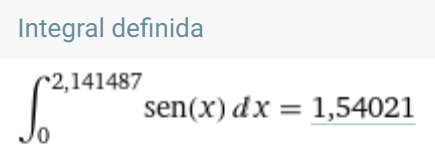 Integral definida
∫₀^2,141487 sen(x) dx = 1,54021